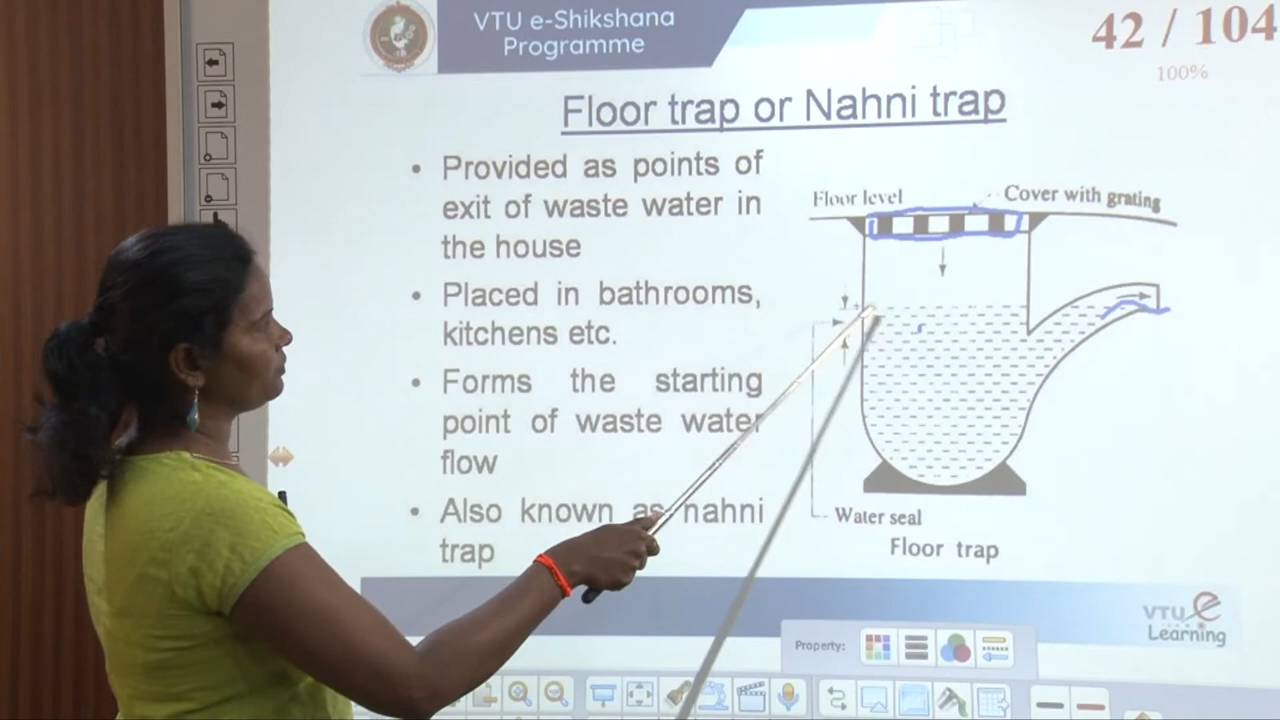 VTU e-Shikshana
Programme
42 / 104
100%
Floor trap or Nahni trap
• Provided as points of
exit of waste water in
the house
• Placed in bathrooms,
kitchens etc.
• Forms the starting
point of waste water
flow
• Also known as nahni
trap
Floor level
Cover with grating
Water seal
Floor trap
VTU e
Learning
Property: